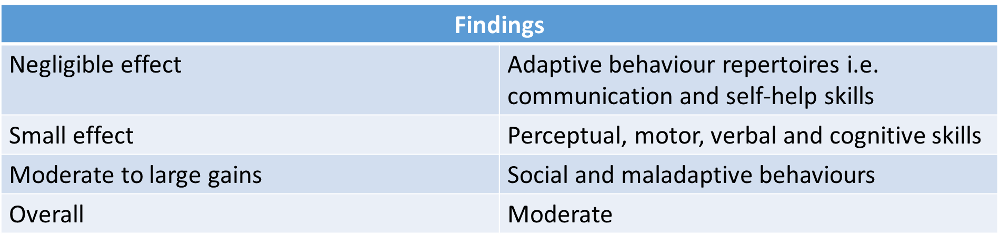 Findings
Negligible effect
Adaptive behaviour repertoires i.e.
communication and self-help skills
Small effect
Perceptual, motor, verbal and cognitive skills
Moderate to large gains
Social and maladaptive behaviours
Overall
Moderate